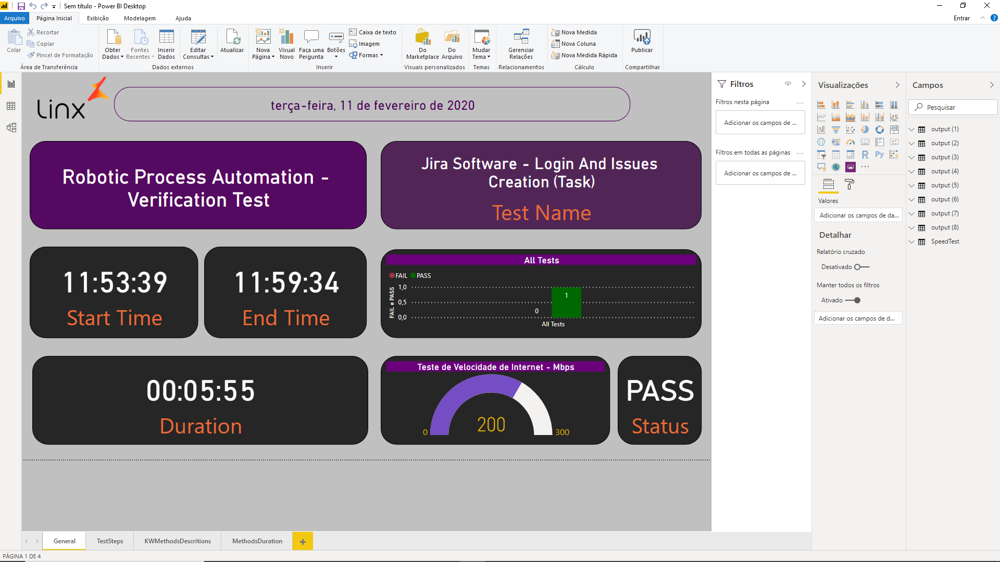 Sem título - Power BI Desktop
Arquivo
Página Inicial
Exibição
Modelagem
Ajuda
Entrar
?
Colar
Recortar
Copiar
Pincel de Formatação
Área de Transferência
Obter
Dados
Fontes
Recentes
Inserir
Dados
Editar
Consultas
Dados externos
Atualizar
Nova
Página
Visual
Novo
Faça uma
Pergunta
Botões
Caixa de texto
Imagem
Formas
Inserir
Do
Marketplace
Do
Arquivo
Visuais personalizados
Mudar
Tema
Temas
Gerenciar
Relações
Relacionamentos
Nova Medida
Nova Coluna
Nova Medida Rápida
Cálculo
Publicar
Compartilhar
Linx
terça-feira, 11 de fevereiro de 2020
Robotic Process Automation -
Verification Test
Jira Software - Login And Issues
Creation (Task)
Test Name
11:53:39
Start Time
11:59:34
End Time
All Tests
FAIL PASS
FAIL e PASS
1,0
0,5
0,0
0
1
All Tests
00:05:55
Duration
Teste de Velocidade de Internet - Mbps
0
200
300
PASS
Status
Filtros
Filtros nesta página
...
Adicionar os campos de ...
Filtros em todas as páginas
...
Adicionar os campos de ...
Visualizações
R
Py
...
Valores
Adicionar os campos de da...
Detalhar
Relatório cruzado
Desativado
Manter todos os filtros
Ativado
Adicionar os campos de d...
Campos
Pesquisar
output (1)
output (2)
output (3)
output (4)
output (5)
output (6)
output (7)
output (8)
SpeedTest
General
TestSteps
KWMethodsDescritions
MethodsDuration
PÁGINA 1 DE 4